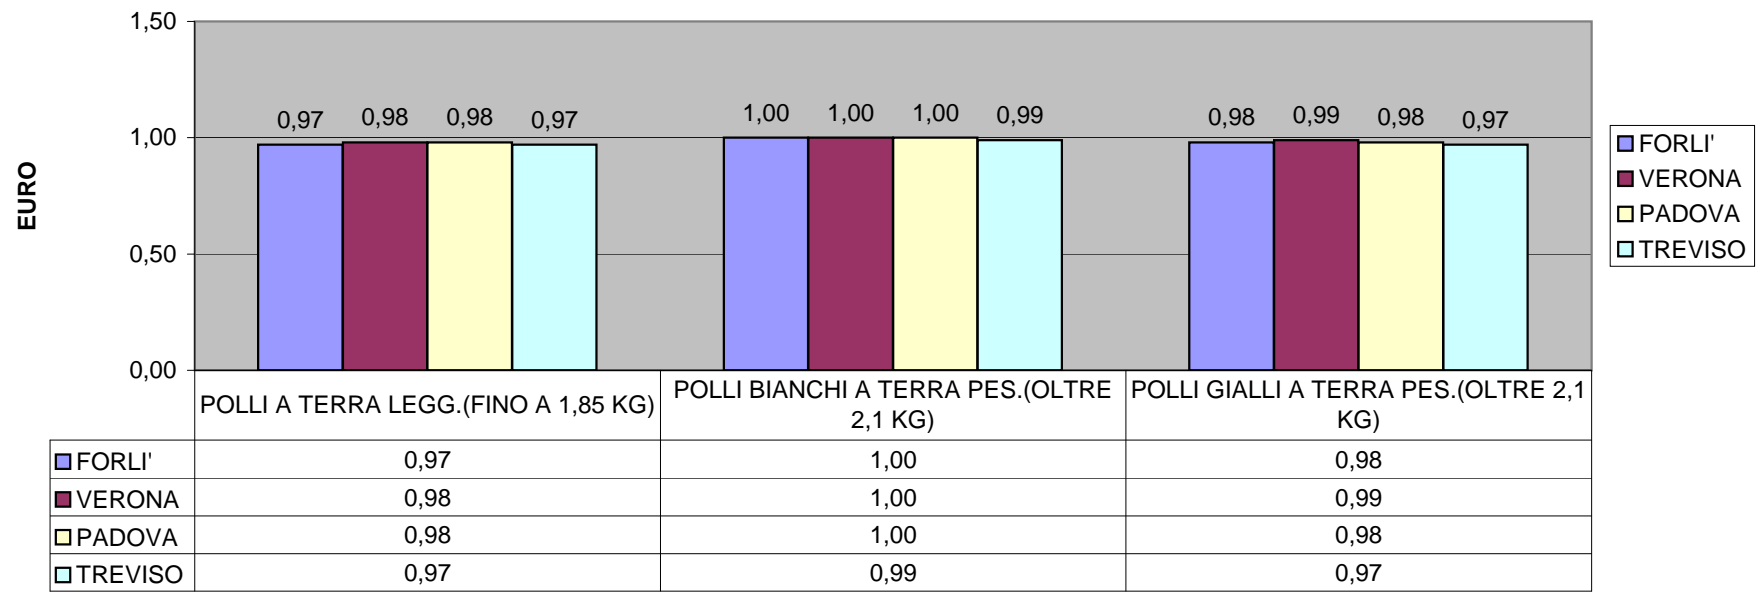 1,50
1,00
0,50
0,00
EURO
0,97 0,98 0,98 0,97
1,00 1,00 1,00 0,99
0,98 0,99 0,98 0,97
FORLI'
VERONA
PADOVA
TREVISO
POLLI A TERRA LEGG.(FINO A 1,85 KG)
POLLI BIANCHI A TERRA PES.(OLTRE
2,1 KG)
POLLI GIALLI A TERRA PES.(OLTRE 2,1
KG)
FORLI' 0,97 1,00 0,98
VERONA 0,98 1,00 0,99
PADOVA 0,98 1,00 0,98
TREVISO 0,97 0,99 0,97